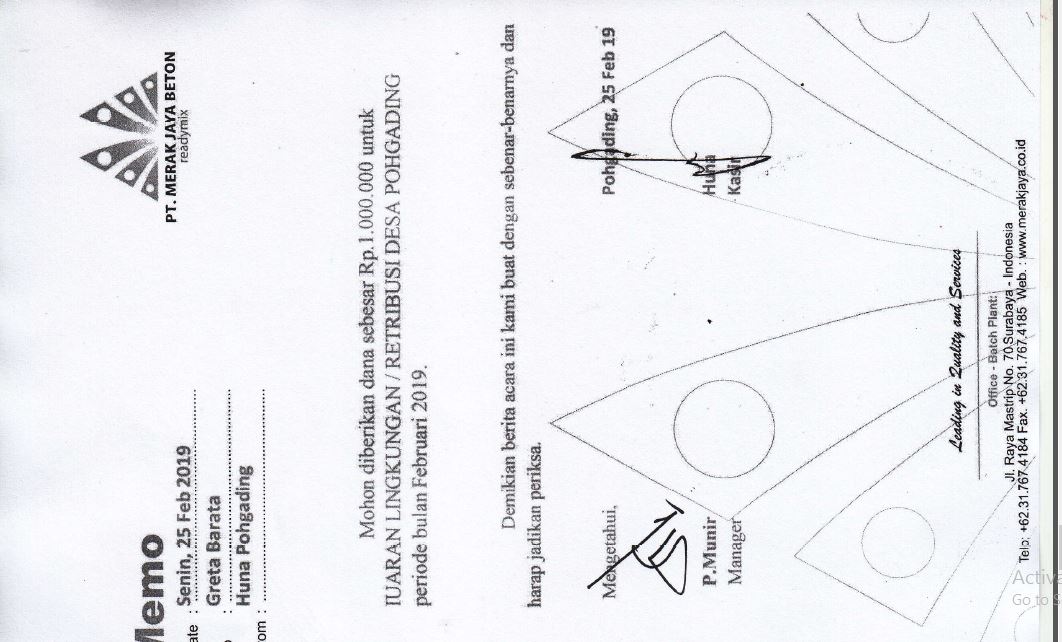 PT. MERAK JAYA BETON
readymix
Memo
ate : Senin, 25 Feb 2019
o : Greta Barata
om : Huna Pohgading
Mohon diberikan dana sebesar Rp.1.000.000 untuk
IUARAN LINGKUNGAN / RETRIBUSI DESA POHGADING
periode bulan Februari 2019.
Demikian berita acara ini kami buat dengan sebenar-benarnya dan
harap jadikan periksa.
Mengetahui,
Pohgading, 25 Feb 19
P.Munir
Manager
Huna
Kasir
Leading in Quality and Services
Office - Batch Plant:
Jl. Raya Mastrip No. 70 Surabaya - Indonesia
Telp: +62.31.767.4184 Fax. +62.31.767.4185 Web. : www.merakjaya.co.id
Activa
Go to S